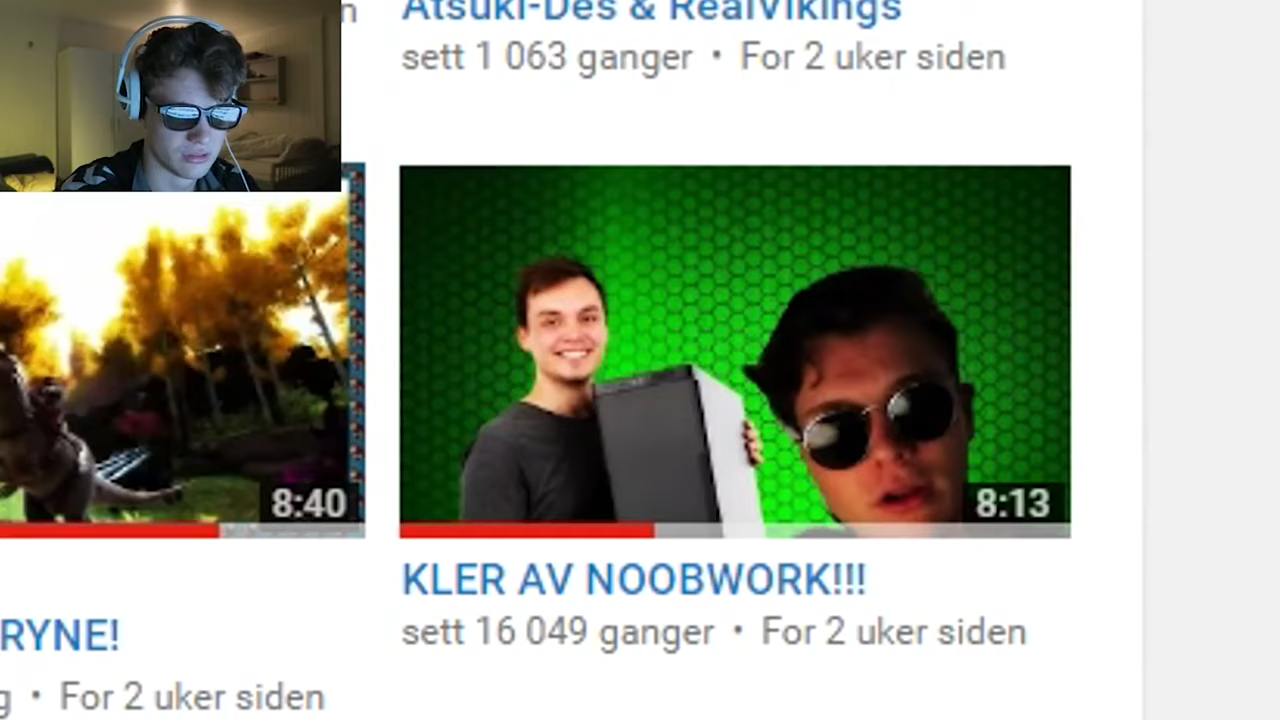 n
Atsuki-Des & RealVikings
sett 1 063 ganger • For 2 uker siden
8:40
8:13
KLER AV NOOBWORK!!!
sett 16 049 ganger • For 2 uker siden
RYNE!
g • For 2 uker siden